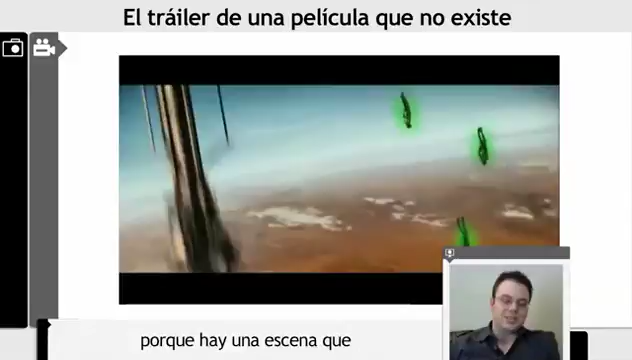 El tráiler de una película que no existe
porque hay una escena que